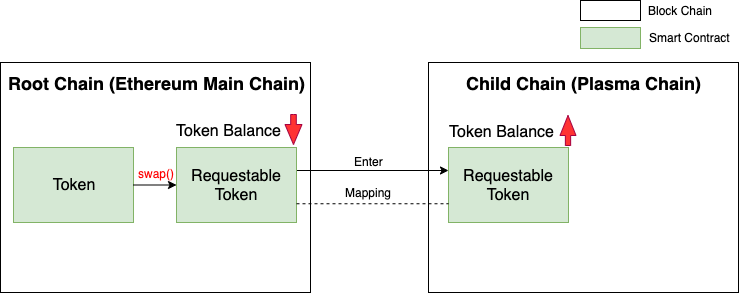 Block Chain
Smart Contract
Root Chain (Ethereum Main Chain)
Child Chain (Plasma Chain)
Token Balance
Token Balance
Token
swap()
Requestable
Token
Enter
Mapping
Requestable
Token